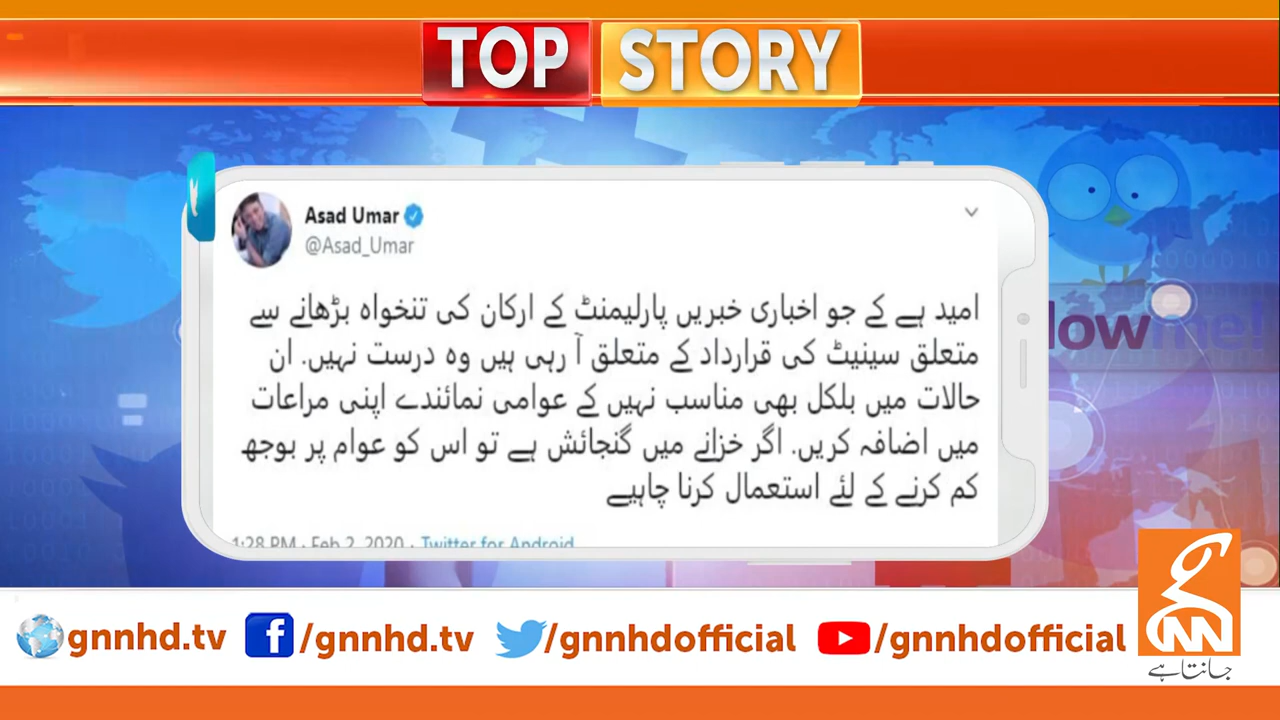 TOP STORY
Asad Umar
@Asad_Umar
امید ہے کے جو اخباری خبریں پارلیمنٹ کے ارکان کی تنخواہ بڑھانے سے
متعلق سینیٹ کی قرارداد کے متعلق آ رہی ہیں وہ درست نہیں. ان
حالات میں بلکل بھی مناسب نہیں کے عوامی نمائندے اپنی مراعات
میں اضافہ کریں. اگر خزانے میں گنجائش ہے تو اس کو عوام پر بوجھ
کم کرنے کے لئے استعمال کرنا چاہیے
1:28 PM · Feb 2, 2020 · Twitter for Android
lowme!
gnnhd.tv /gnnhd.tv /gnnhdofficial /gnnhdofficial
GNN
جانتا ہے